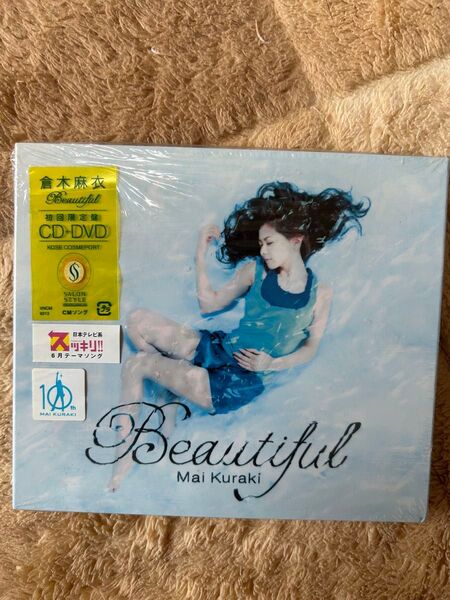 倉木麻衣
Beautiful
初回限定盤
CD+DVD
KOSE COSMEPORT
SALON STYLE
CMソング
日本テレビ系
スッキリ!!
6月テーマソング
10th
MAI KURAKI
Beautiful
Mai Kuraki